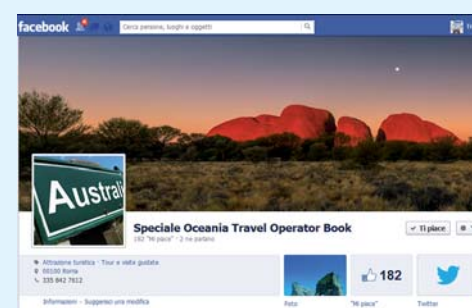 facebook
Cerca persone, luoghi e oggetti
Australi
Speciale Oceania Travel Operator Book
182 "Mi piace" · 2 ne parlano
Ti piace
Attrazione turistica · Tour e visita guidata
00100 Roma
335 842 7612
Informazioni - Suggerisci una modifica
182
Foto
"Mi piace"
Twitter